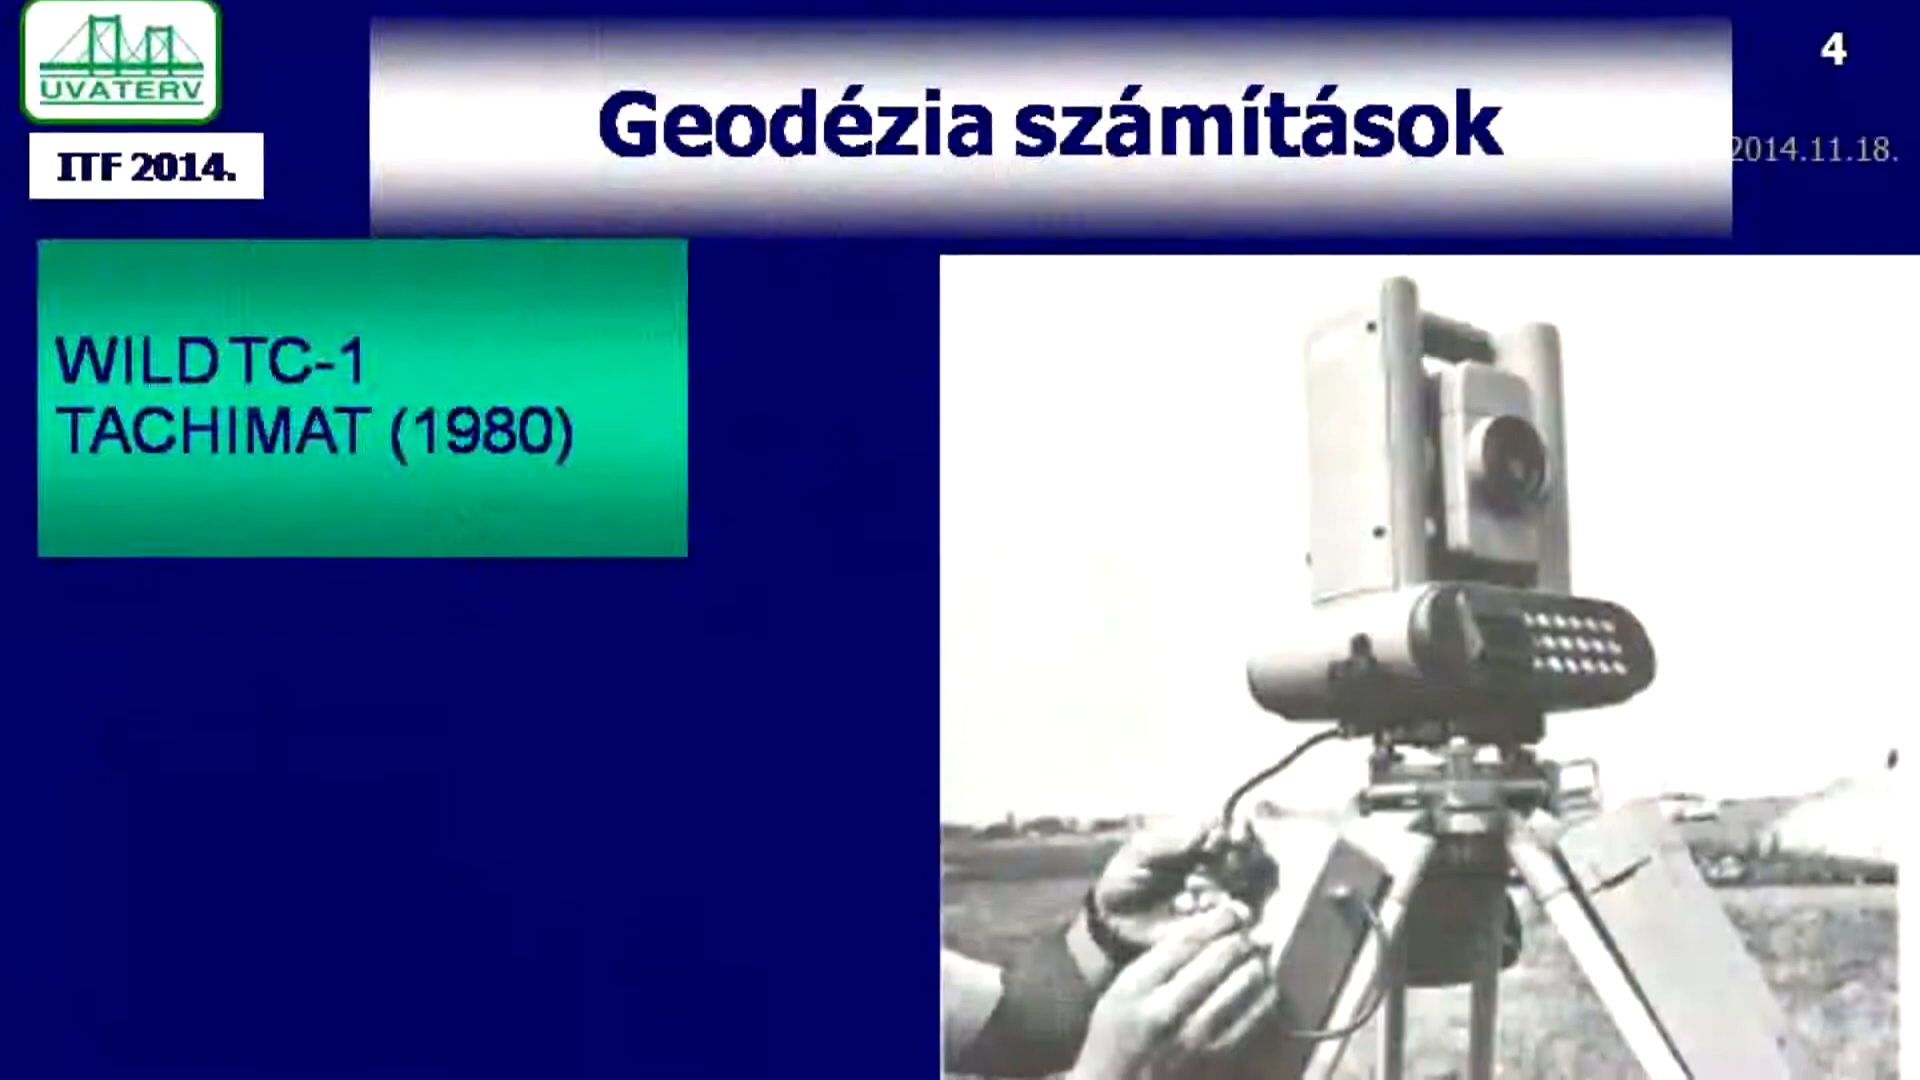 UVATERV
ITF 2014.
Geodézia számítások
4
2014.11.18.
WILD TC-1
TACHIMAT (1980)